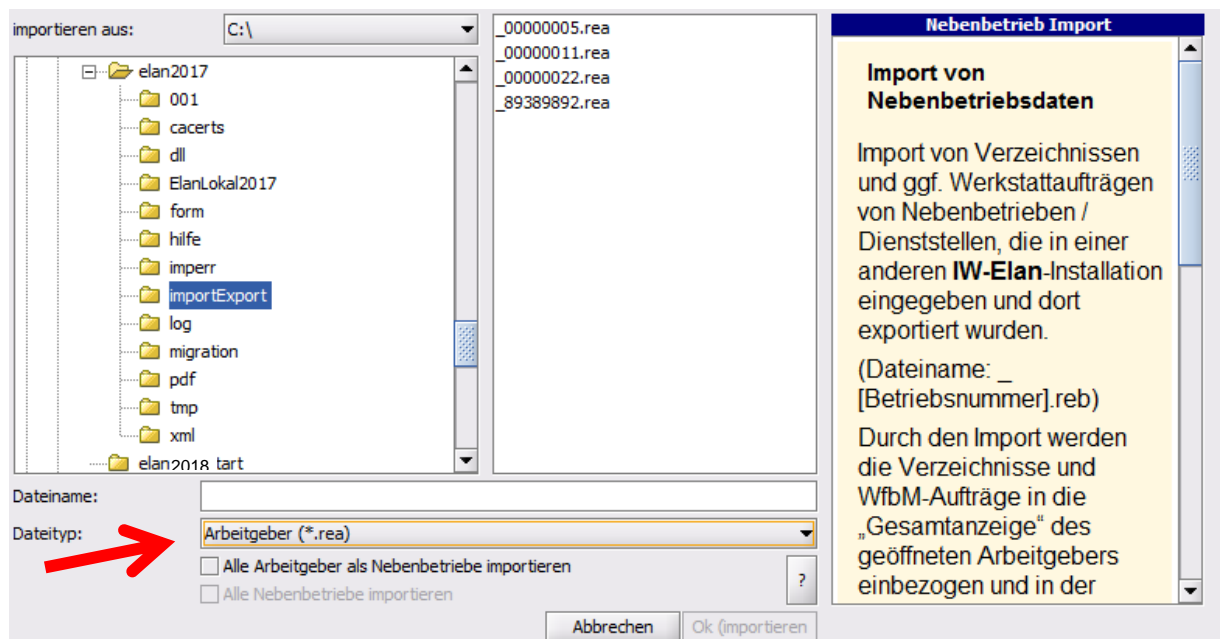 importieren aus:
C:\
elan2017
001
cacerts
dll
ElanLokal2017
form
hilfe
imperr
importExport
log
migration
pdf
tmp
xml
elan2018 tart
_00000005.rea
_00000011.rea
_00000022.rea
_89389892.rea
Dateiname:
Dateityp:
Arbeitgeber (*.rea)
Alle Arbeitgeber als Nebenbetriebe importieren
Alle Nebenbetriebe importieren
?
Abbrechen
Ok (importieren
Nebenbetrieb Import
Import von
Nebenbetriebsdaten
Import von Verzeichnissen
und ggf. Werkstattaufträgen
von Nebenbetrieben /
Dienststellen, die in einer
anderen IW-Elan-Installation
eingegeben und dort
exportiert wurden.
(Dateiname: _
[Betriebsnummer].reb)
Durch den Import werden
die Verzeichnisse und
WfbM-Aufträge in die
„Gesamtanzeige“ des
geöffneten Arbeitgebers
einbezogen und in der